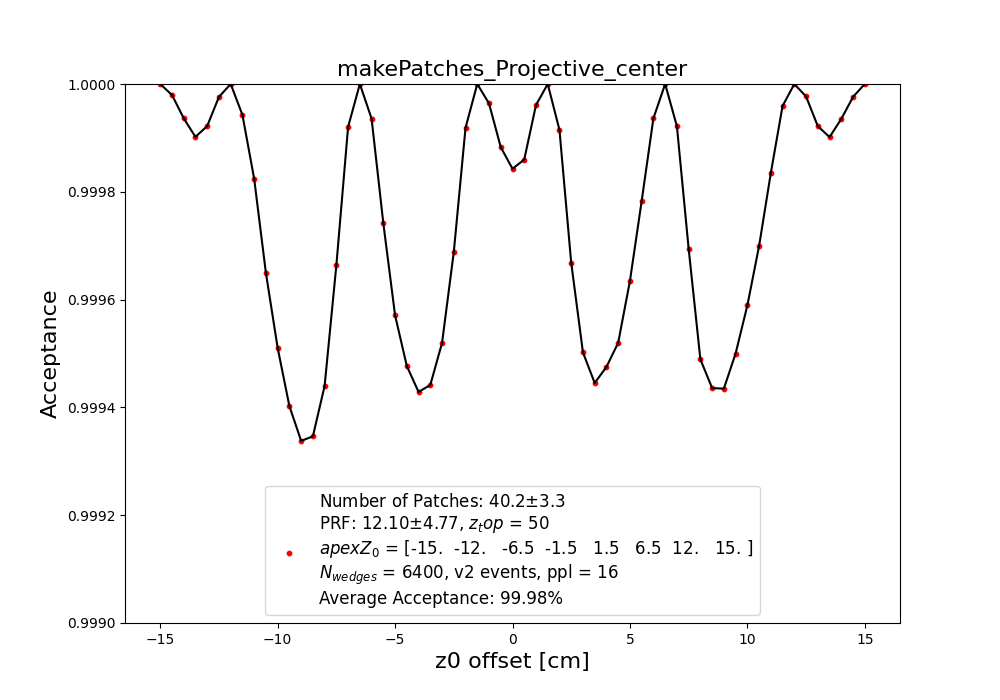 makePatches_Projective_center
1.0000
0.9998
0.9996
0.9994
0.9992
0.9990
Acceptance
Number of Patches: 40.2±3.3
PRF: 12.10±4.77, z_top = 50
apexZ_0 = [-15. -12. -6.5 -1.5 1.5 6.5 12. 15. ]
N_wedges = 6400, v2 events, ppl = 16
Average Acceptance: 99.98%
−15 −10 −5 0 5 10 15
z0 offset [cm]